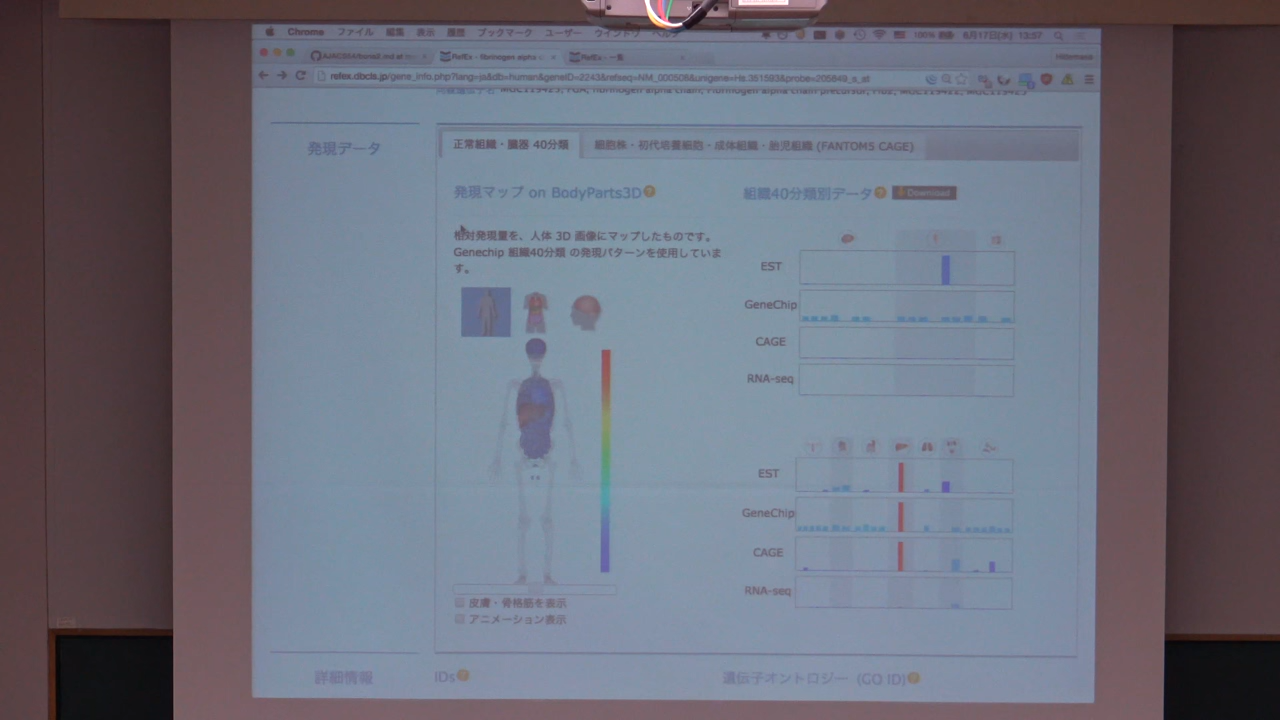 Chrome ファイル 編集 表示 履歴 ブックマーク ユーザー ウインドウ ヘルプ 100% 8月17日(水) 13:57
RefEx - fibrinogen alpha
RefEx - 一覧
refex.dbcls.jp/gene_info.php?lang=ja&db=human&geneID=2243&refseq=NM_000508&unigene=Hs.351593&probe=205649_s_at
発現データ
正常組織・臓器 40分類
細胞株・初代培養細胞・成体組織・胎児組織 (FANTOM5 CAGE)
発現マップ on BodyParts3D
相対発現量を、人体 3D 画像にマップしたものです。
Genechip 組織40分類 の発現パターンを使用していま
す。
皮膚・骨格筋を表示
アニメーション表示
組織40分類別データ
Download
EST
GeneChip
CAGE
RNA-seq
EST
GeneChip
CAGE
RNA-seq
詳細情報
IDs
遺伝子オントロジー (GO ID)